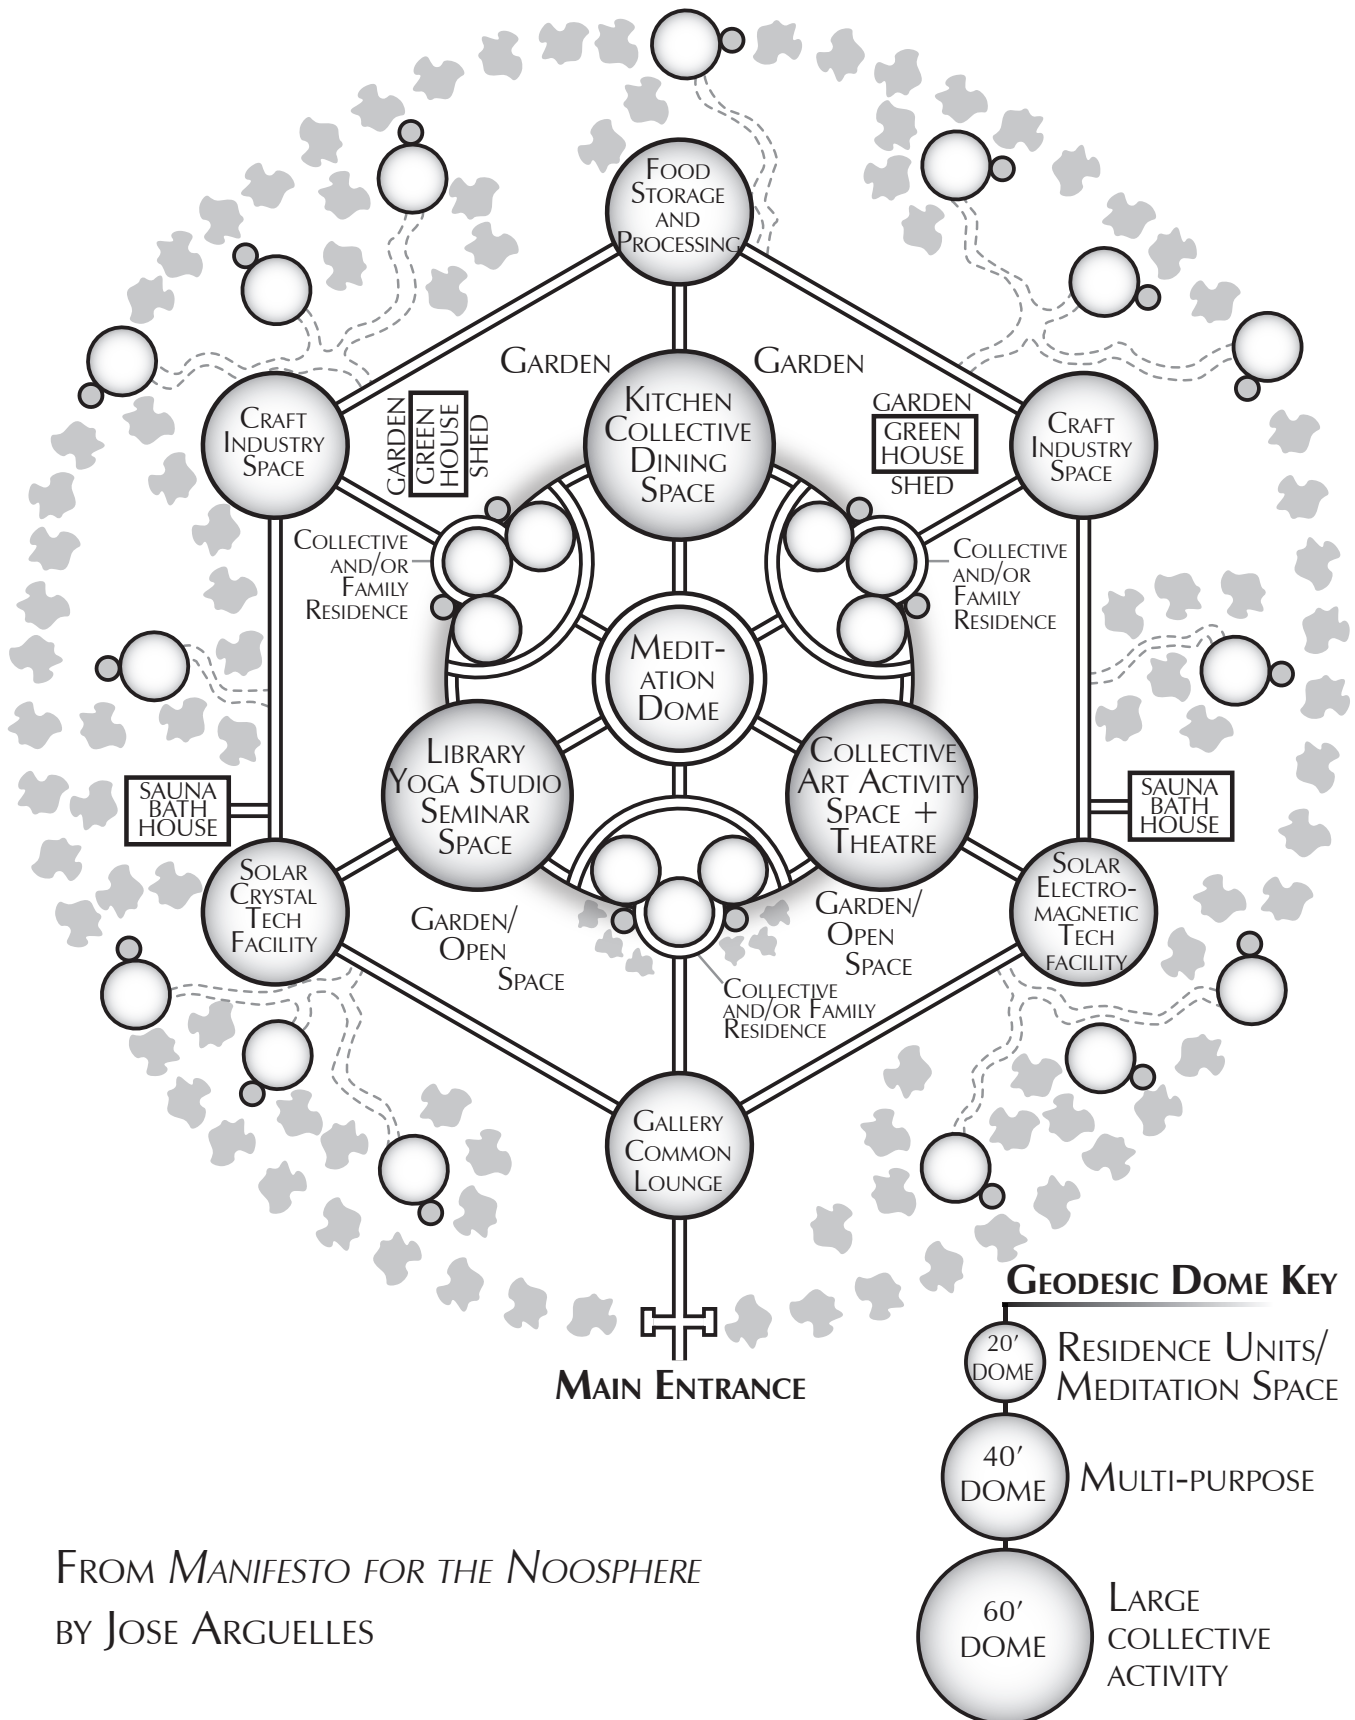 Food
Storage
and
Processing
Garden
Garden
Kitchen
Collective
Dining
Space
Craft
Industry
Space
GARDEN
GREEN
HOUSE
SHED
GARDEN
GREEN
HOUSE
SHED
Craft
Industry
Space
Collective
and/or
Family
Residence
Collective
and/or
Family
Residence
Medit-
ation
Dome
Library
Yoga Studio
Seminar
Space
Collective
Art Activity
Space +
Theatre
SAUNA
BATH
HOUSE
SAUNA
BATH
HOUSE
Solar
Crystal
Tech
Facility
Solar
Electro-
magnetic
Tech
facility
Garden/
Open
Space
Garden/
Open
Space
Collective
and/or Family
Residence
Gallery
Common
Lounge
Main Entrance
Geodesic Dome Key
20'
DOME
Residence Units/
Meditation Space
40'
DOME
Multi-purpose
60'
DOME
Large
collective
activity
From Manifesto for the Noosphere
by Jose Arguelles